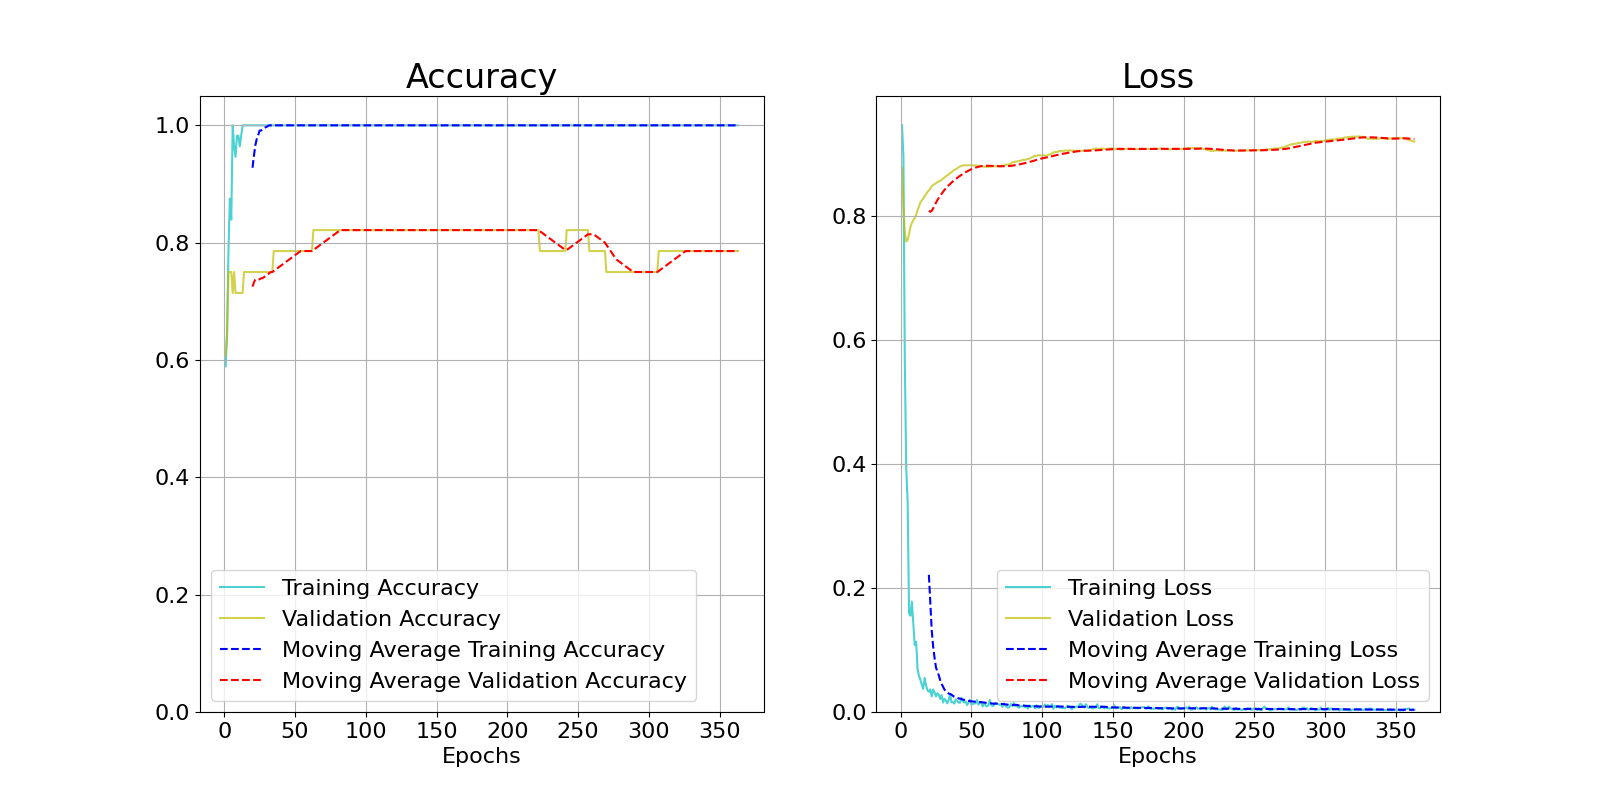 Accuracy
1.0
0.8
0.6
0.4
0.2
0.0
0 50 100 150 200 250 300 350
Epochs
Training Accuracy
Validation Accuracy
Moving Average Training Accuracy
Moving Average Validation Accuracy
Loss
0.8
0.6
0.4
0.2
0.0
0 50 100 150 200 250 300 350
Epochs
Training Loss
Validation Loss
Moving Average Training Loss
Moving Average Validation Loss